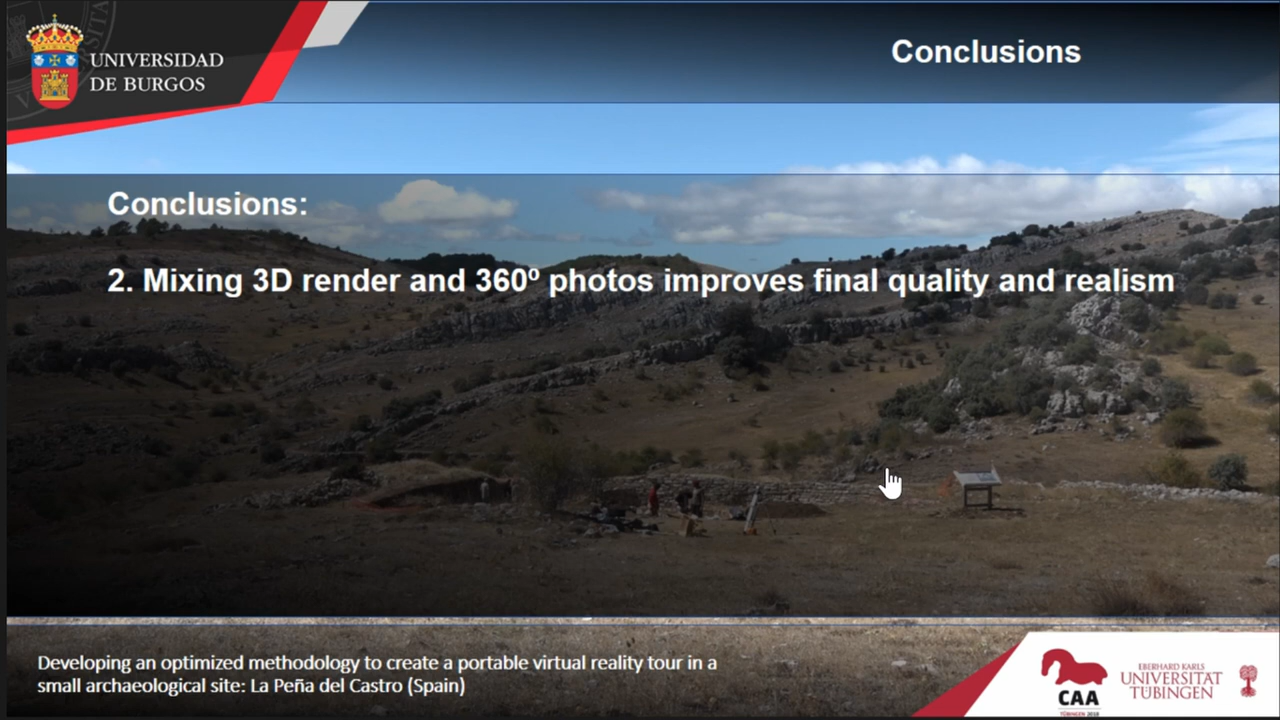 UNIVERSIDAD
DE BURGOS
Conclusions
Conclusions:
2. Mixing 3D render and 360º photos improves final quality and realism
Developing an optimized methodology to create a portable virtual reality tour in a
small archaeological site: La Peña del Castro (Spain)
CAA
TÜBINGEN 2018
EBERHARD KARLS
UNIVERSITÄT
TÜBINGEN